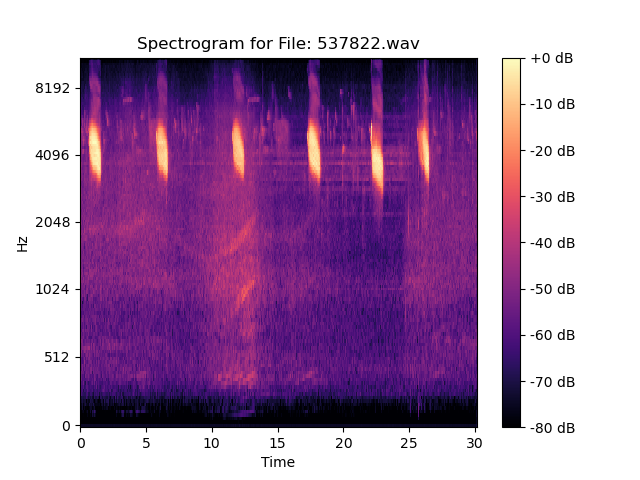 Spectrogram for File: 537822.wav
Hz
8192
4096
2048
1024
512
0
0 5 10 15 20 25 30
Time
+0 dB
-10 dB
-20 dB
-30 dB
-40 dB
-50 dB
-60 dB
-70 dB
-80 dB